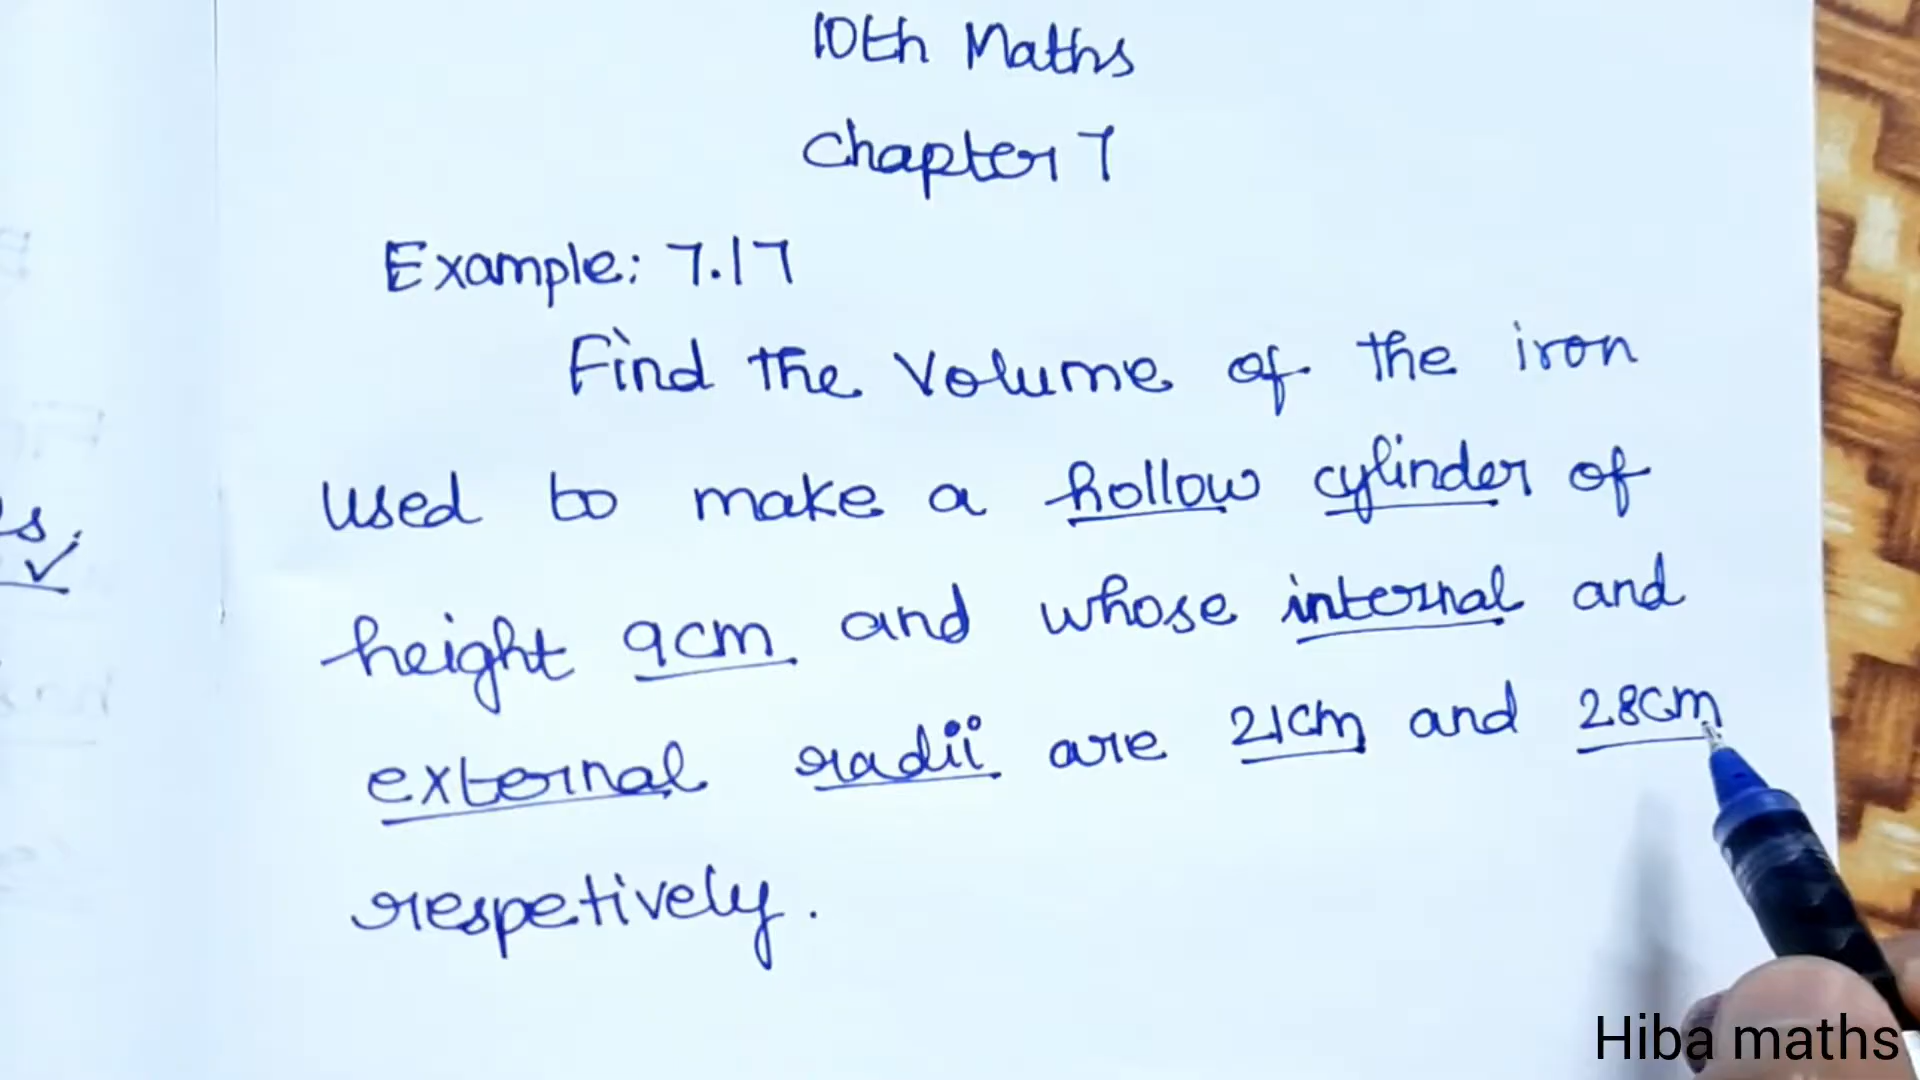 10th Maths
Chapter 7
Example: 7.17
Find the Volume of the iron
used to make a hollow cylinder of
height 9cm and whose internal and
external radii are 21cm and 28cm
respetively.
s.
Hiba maths